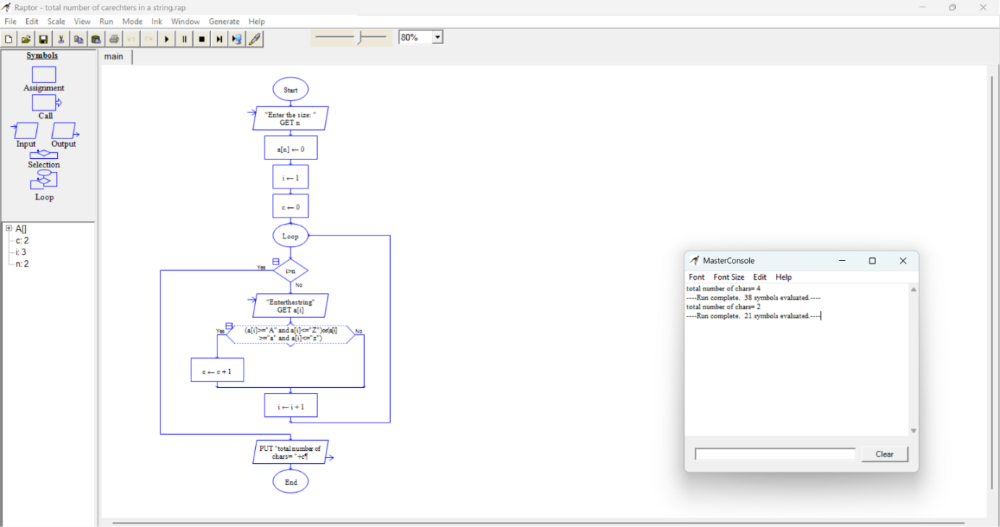 Raptor - total number of carechters in a string.rap
File Edit Scale View Run Mode Ink Window Generate Help
80%
Symbols
Assignment
Call
Input Output
Selection
Loop
A[]
c: 2
i: 3
n: 2
main
Start
"Enter the size: "
GET n
a[n] ← 0
i ← 1
c ← 0
Loop
i>n
Yes
No
"Enterthestring"
GET a[i]
(a[i]>="A" and a[i]<="Z")or(a[i]
>="a" and a[i]<="z")
Yes
No
c ← c + 1
i ← i + 1
PUT "total number of
chars= "+c¶
End
MasterConsole
Font Font Size Edit Help
total number of chars= 4
----Run complete. 38 symbols evaluated.----
total number of chars= 2
----Run complete. 21 symbols evaluated.----
Clear